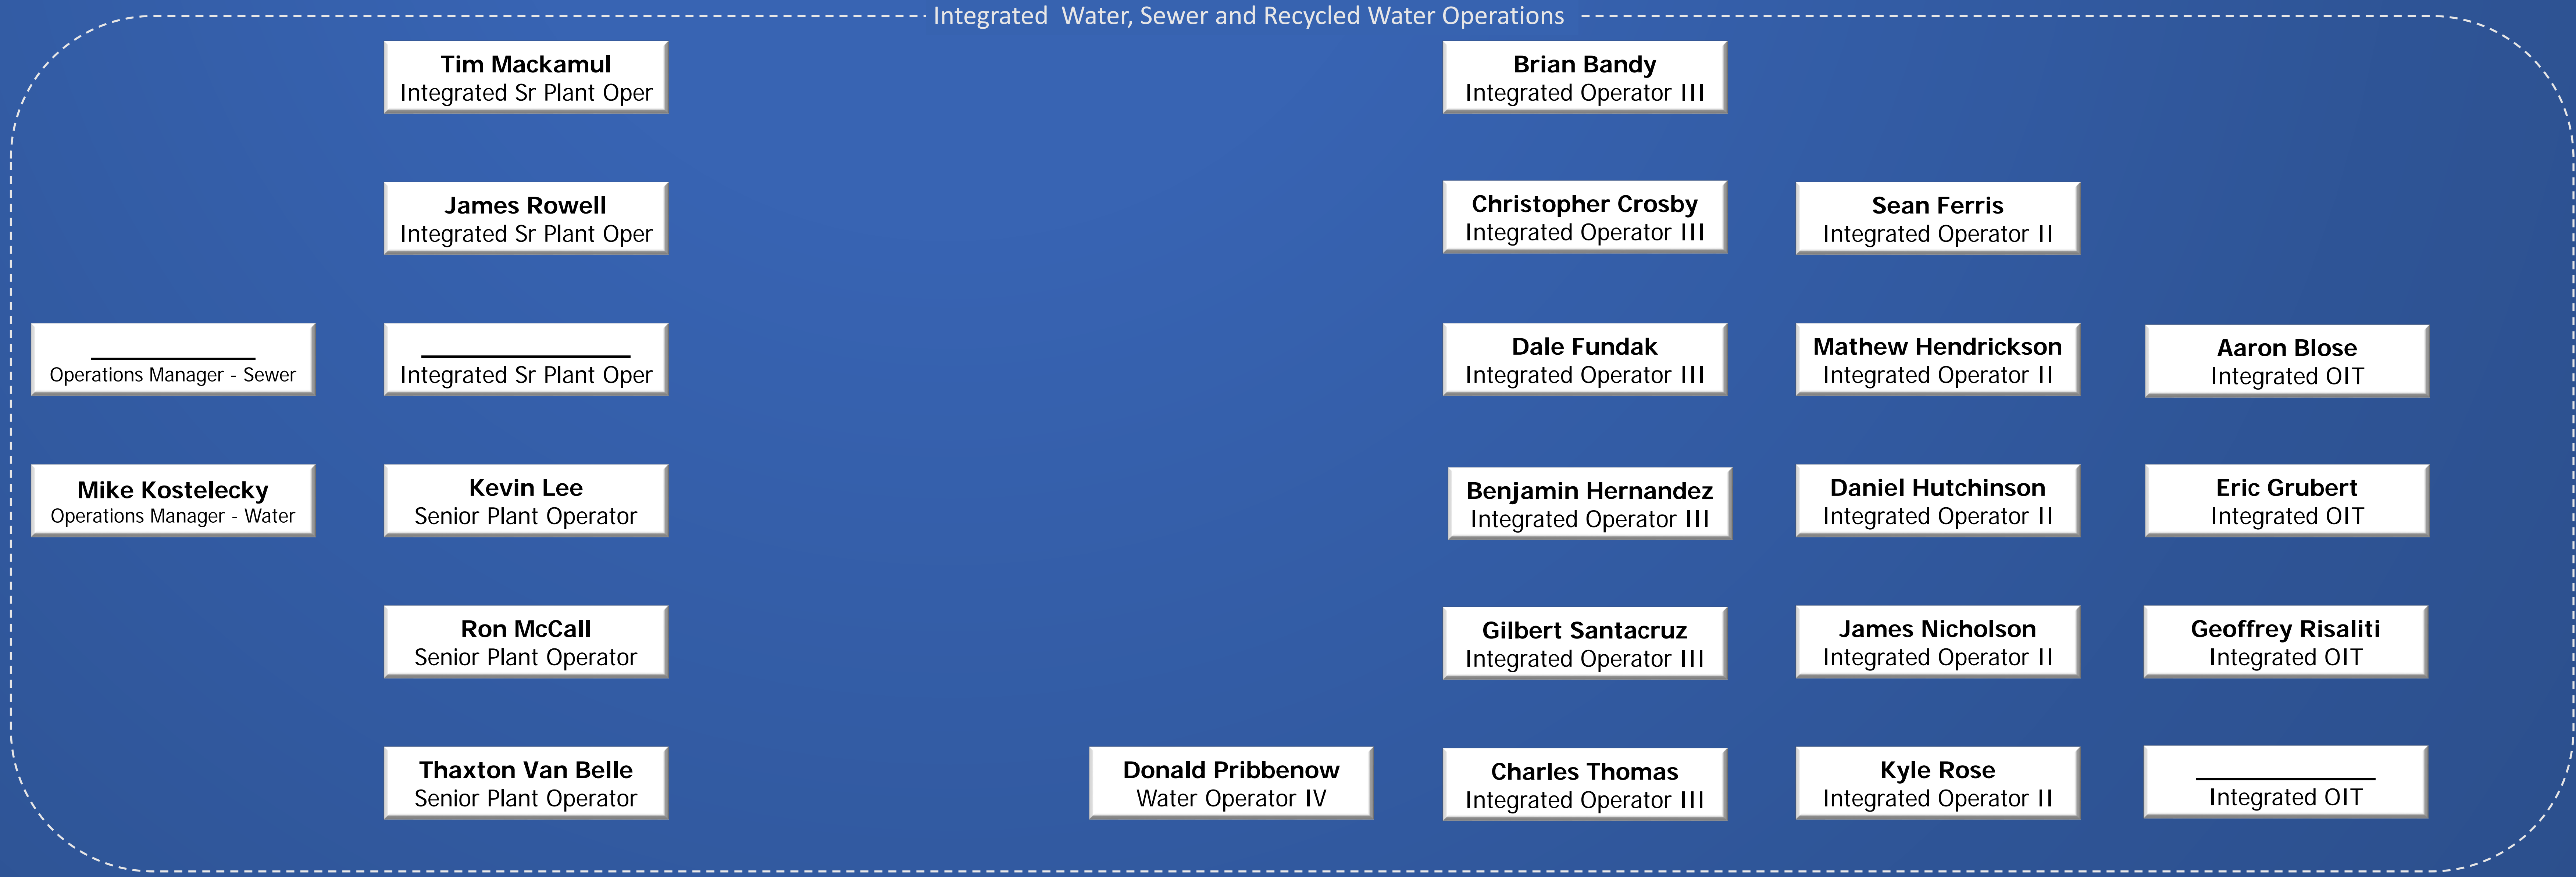 Integrated Water, Sewer and Recycled Water Operations
Tim Mackamul
Integrated Sr Plant Oper
Brian Bandy
Integrated Operator III
James Rowell
Integrated Sr Plant Oper
Christopher Crosby
Integrated Operator III
Sean Ferris
Integrated Operator II
Operations Manager - Sewer
Integrated Sr Plant Oper
Dale Fundak
Integrated Operator III
Mathew Hendrickson
Integrated Operator II
Aaron Blose
Integrated OIT
Mike Kostelecky
Operations Manager - Water
Kevin Lee
Senior Plant Operator
Benjamin Hernandez
Integrated Operator III
Daniel Hutchinson
Integrated Operator II
Eric Grubert
Integrated OIT
Ron McCall
Senior Plant Operator
Gilbert Santacruz
Integrated Operator III
James Nicholson
Integrated Operator II
Geoffrey Risaliti
Integrated OIT
Thaxton Van Belle
Senior Plant Operator
Donald Pribbenow
Water Operator IV
Charles Thomas
Integrated Operator III
Kyle Rose
Integrated Operator II
Integrated OIT